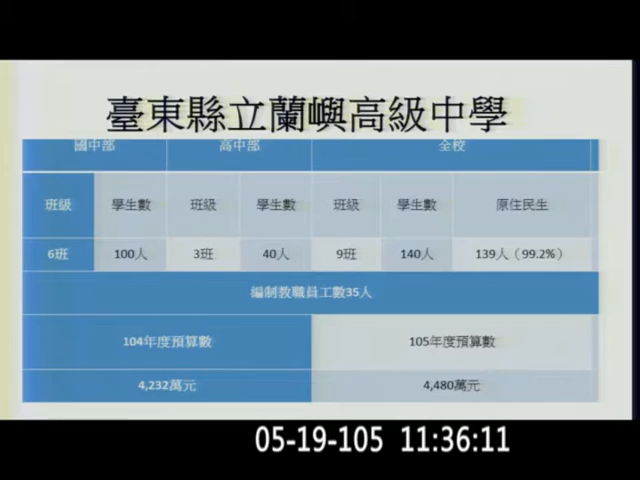 臺東縣立蘭嶼高級中學
國中部 高中部 全校
班級 學生數 班級 學生數 班級 學生數 原住民生
6班 100人 3班 40人 9班 140人 139人（99.2%）
編制教職員工數35人
104年度預算數 105年度預算數
4,232萬元 4,480萬元
05-19-105 11:36:11